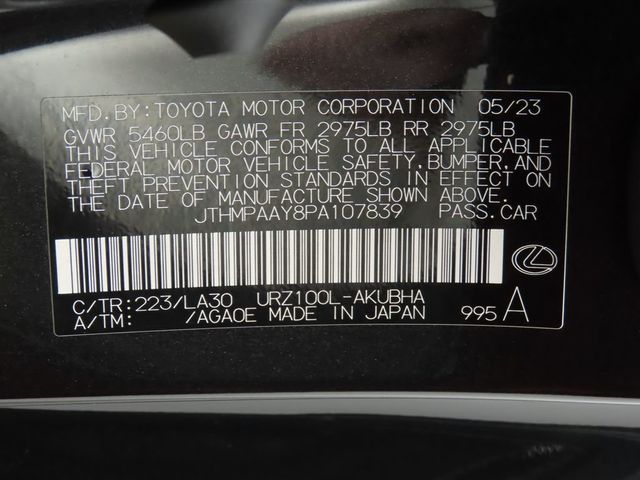 MFD.BY:TOYOTA MOTOR CORPORATION 05/23
GVWR 5460LB GAWR FR 2975LB RR 2975LB
THIS VEHICLE CONFORMS TO ALL APPLICABLE
FEDERAL MOTOR VEHICLE SAFETY,BUMPER,AND
THEFT PREVENTION STANDARDS IN EFFECT ON
THE DATE OF MANUFACTURE SHOWN ABOVE.
JTHMPAAY8PA107839 PASS.CAR
C/TR:223/LA30 URZ100L-AKUBHA
A/TM: /AGA0E MADE IN JAPAN 995 A